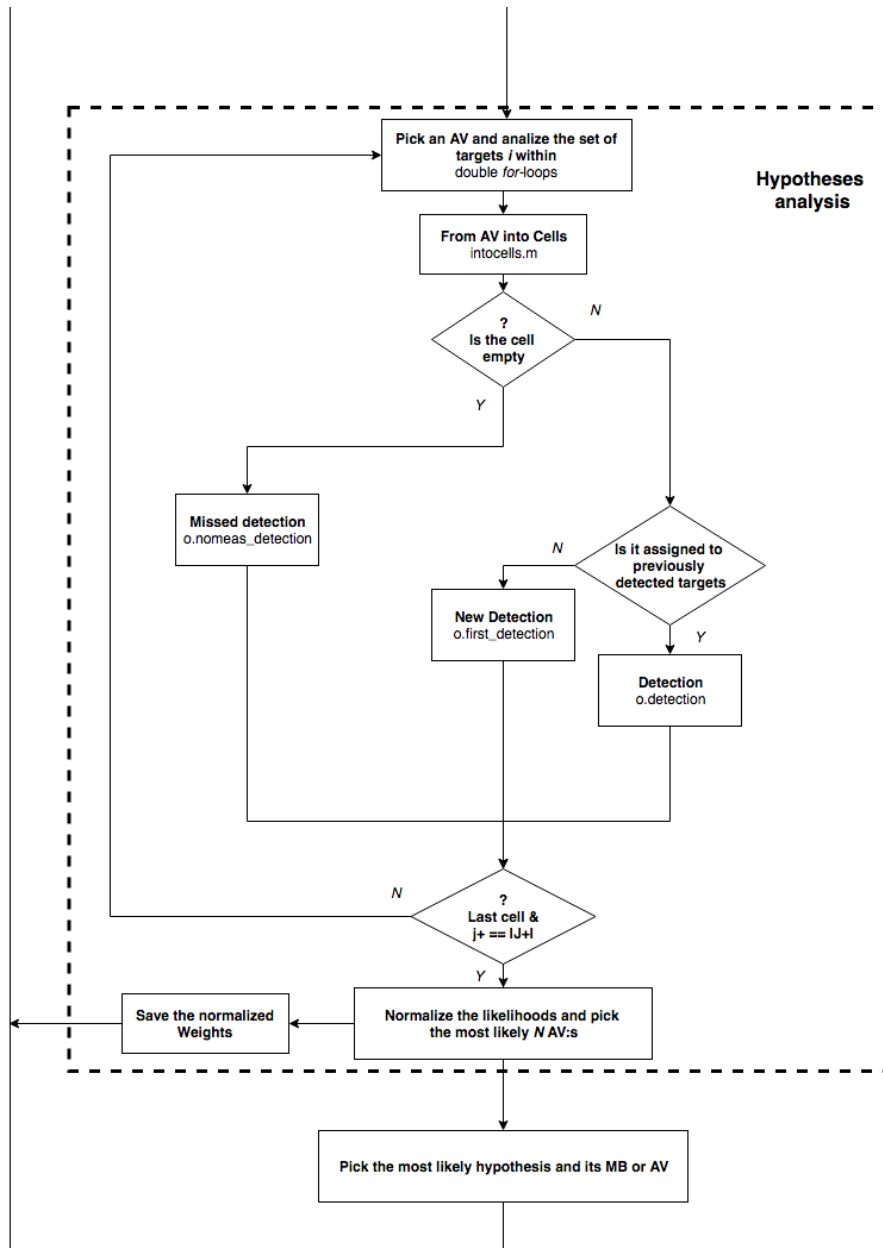 Pick an AV and analize the set of
targets i within
double for-loops
Hypotheses
analysis
From AV into Cells
intocells.m
?
Is the cell
empty
N
Y
Missed detection
o.nomeas_detection
Is it assigned to
previously
detected targets
N
New Detection
o.first_detection
Y
Detection
o.detection
N
?
Last cell &
j+ == IJ+I
Y
Save the normalized
Weights
Normalize the likelihoods and pick
the most likely N AV:s
Pick the most likely hypothesis and its MB or AV